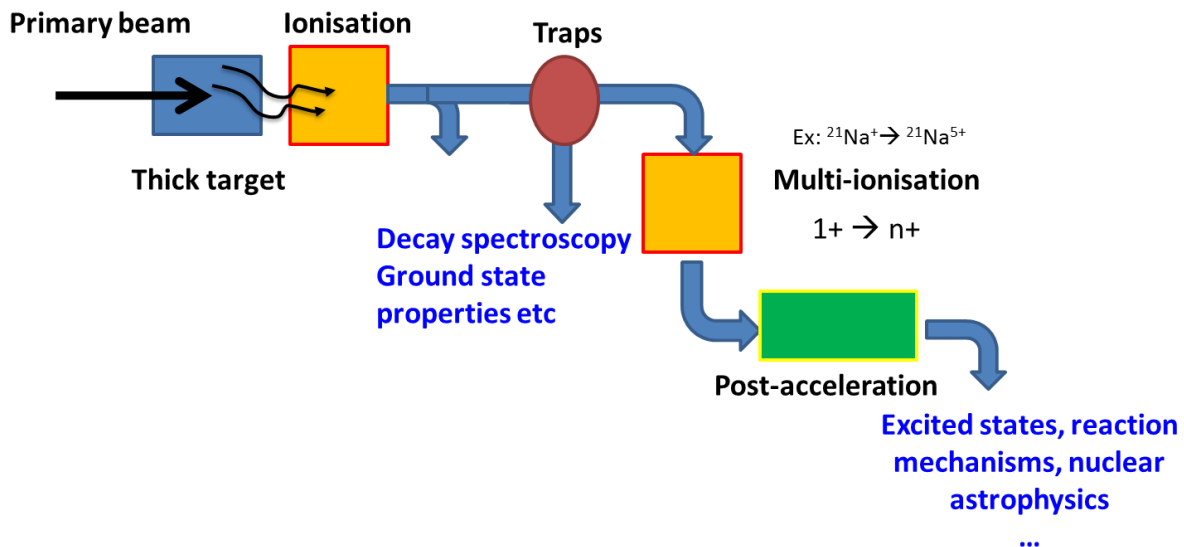 Primary beam
Ionisation
Traps
Thick target
Ex: ²¹Na⁺→ ²¹Na⁵⁺
Multi-ionisation
1+ → n+
Decay spectroscopy
Ground state
properties etc
Post-acceleration
Excited states, reaction
mechanisms, nuclear
astrophysics
...